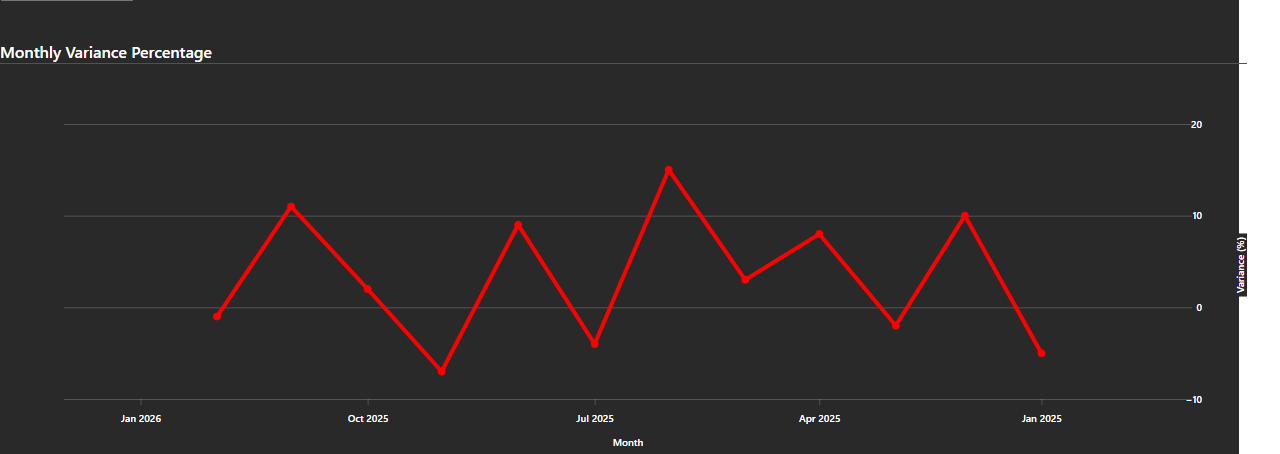 Monthly Variance Percentage
20
10
0
−10
Variance (%)
Jan 2026
Oct 2025
Jul 2025
Apr 2025
Jan 2025
Month